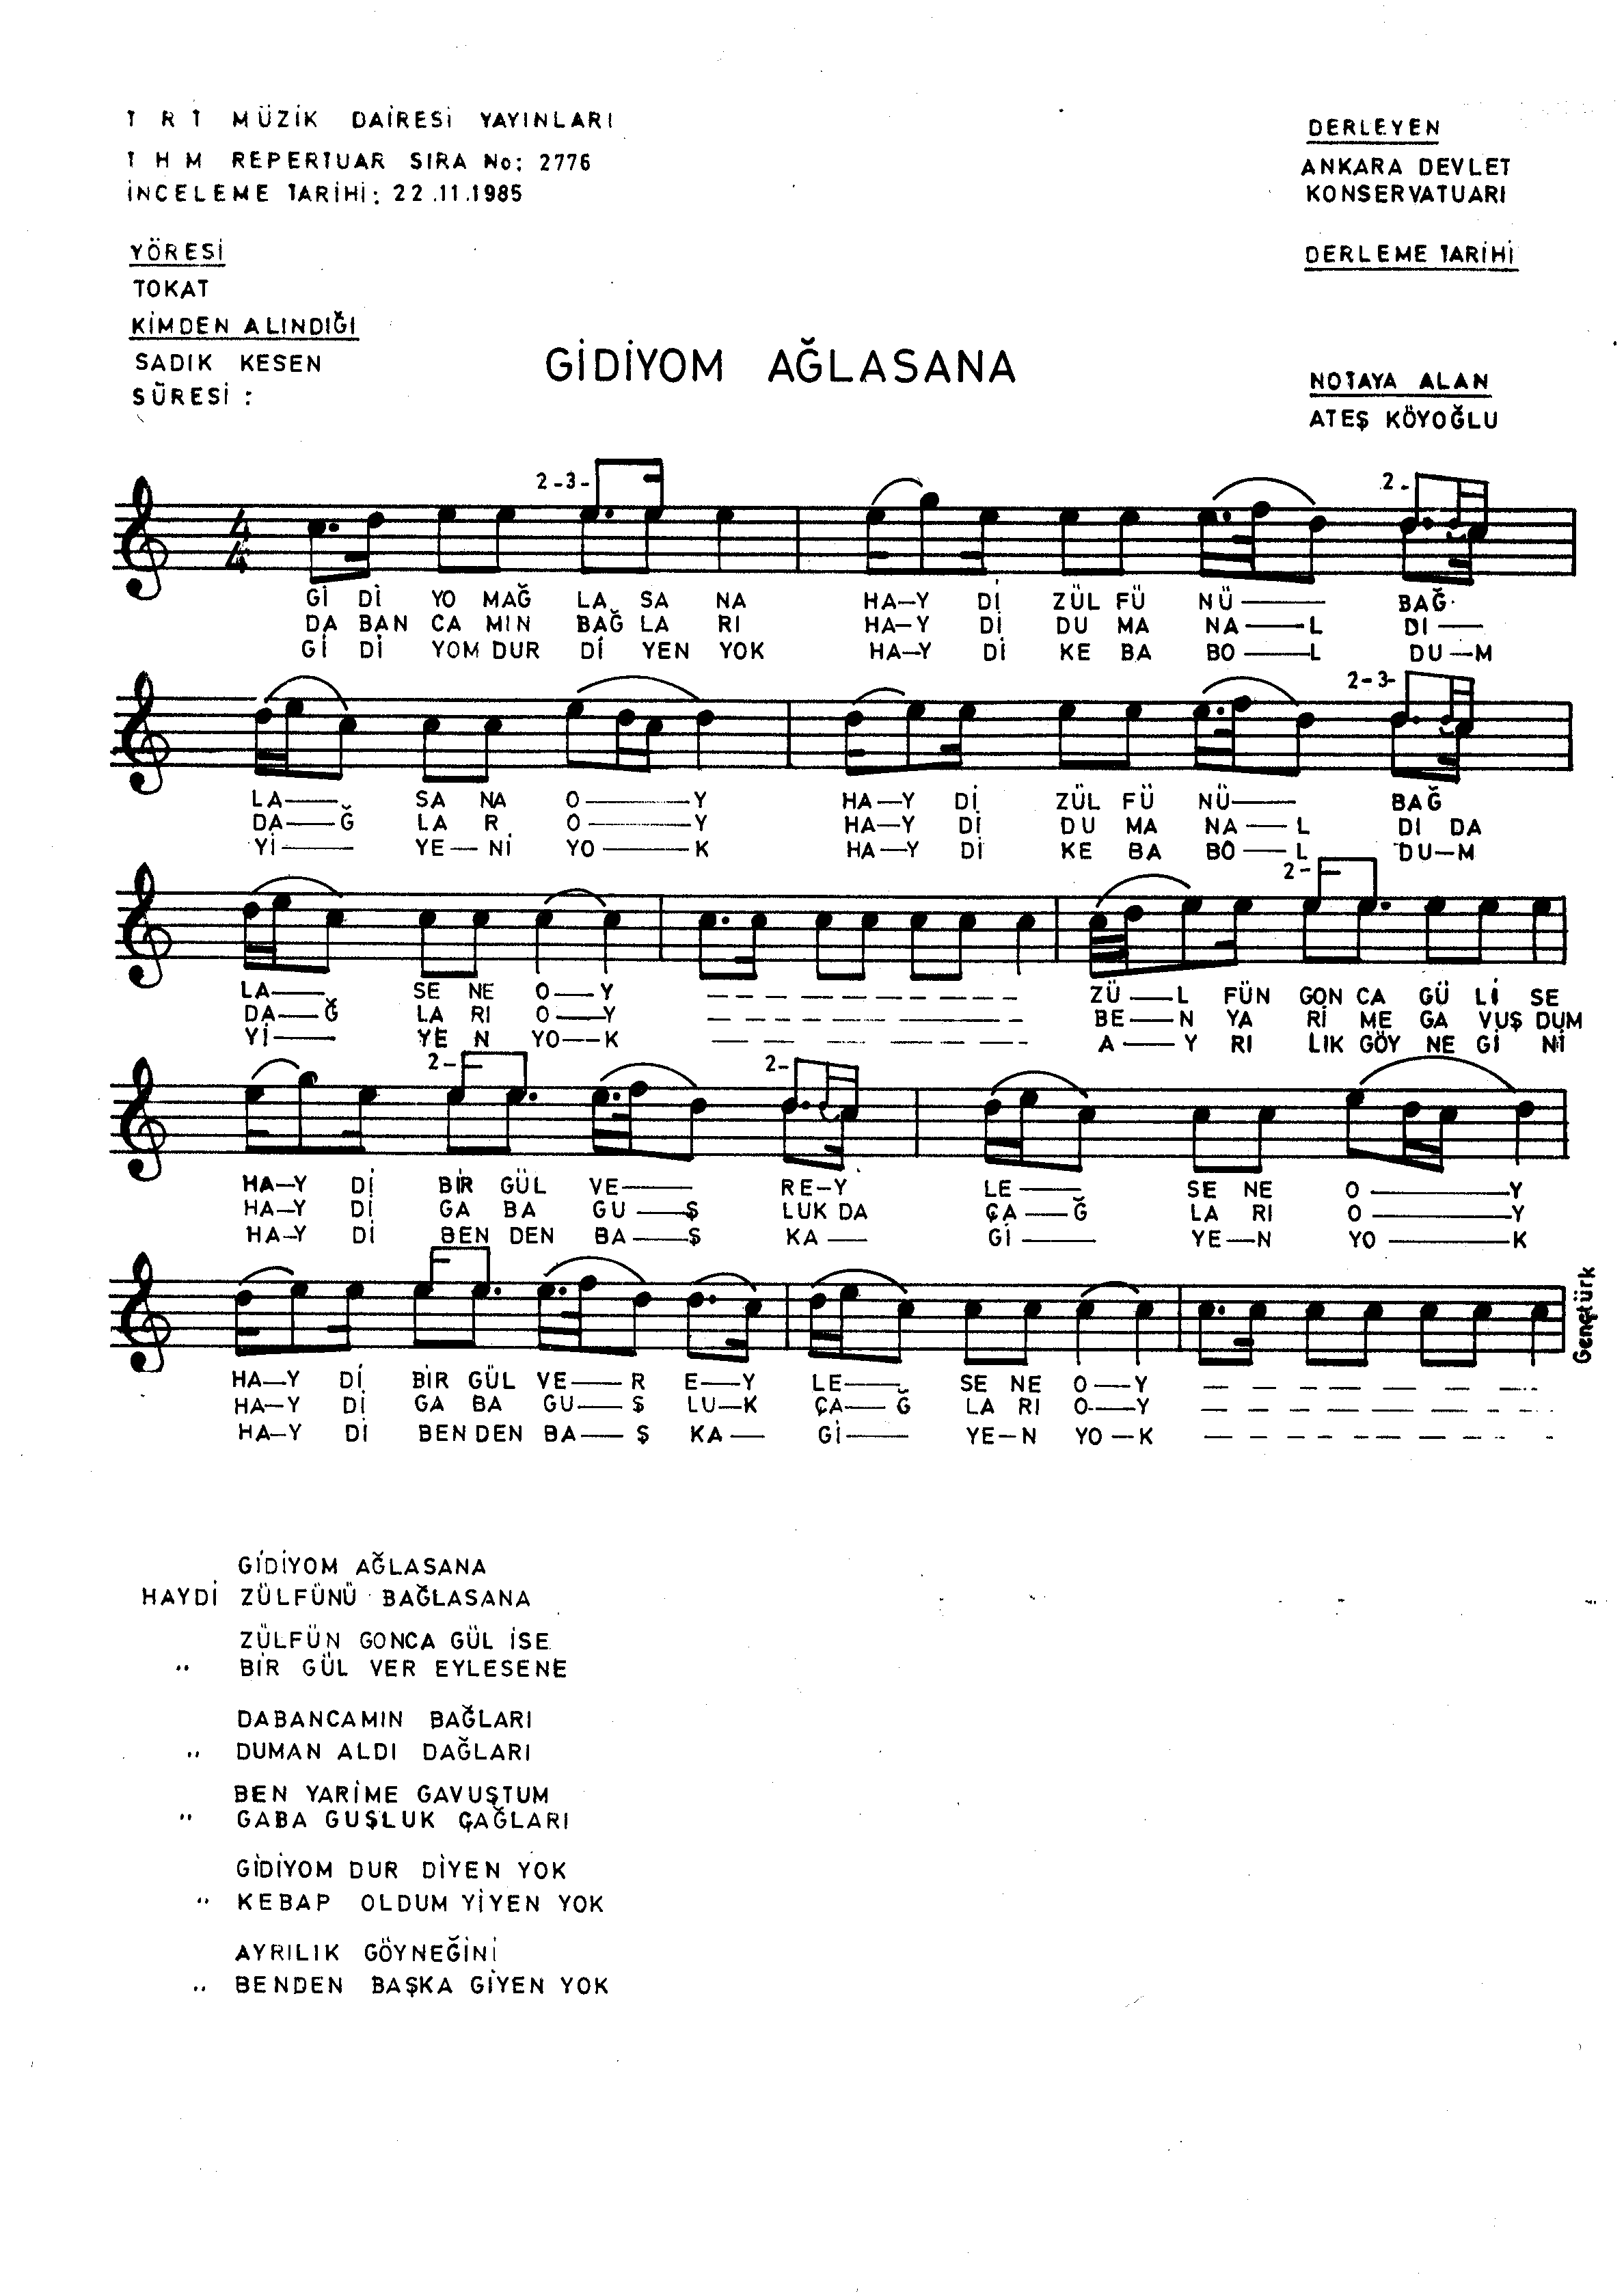 T R T MÜZİK DAİRESİ YAYINLARI
T H M REPERTUAR SIRA No: 2776
İNCELEME TARİHİ: 22.11.1985
DERLEYEN
ANKARA DEVLET
KONSERVATUARI
YÖRESİ
TOKAT
DERLEME TARİHİ
KİMDEN ALINDIĞI
SADIK KESEN
SÜRESİ :
GİDİYOM AĞLASANA
NOTAYA ALAN
ATEŞ KÖYOĞLU
2-3- 2-
4
4
Gİ Dİ YO MAĞ LA SA NA HA—Y Dİ ZÜL FÜ NÜ—— BAĞ
DA BAN CA MIN BAĞ LA RI HA—Y Dİ DU MA NA——L DI——
Gİ Dİ YOM DUR Dİ YEN YOK HA—Y Dİ KE BA BO——L DU—M
2-3-
LA——Ğ SA NA O——Y HA—Y Dİ ZÜL FÜ NÜ—— BAĞ
DA——Ğ LA R O——Y HA—Y Dİ DU MA NA——L DI DA
Yİ—— YE—Nİ YO——K HA—Y Dİ KE BA BO——L DU—M
2-
LA—— SE NE O—Y ZÜ——L FÜN GON CA GÜ Lİ SE
DA——Ğ LA RI O—Y BE——N YA Rİ ME GA VUŞ DUM
Yİ—— YE N YO—K A——Y RI LIK GÖY NE Gİ Nİ
2- 2-
HA—Y Dİ BİR GÜL VE—— RE-Y LE—— SE NE O——Y
HA—Y Dİ GA BA GU——Ş LUK DA ÇA——Ğ LA RI O——Y
HA-Y Dİ BEN DEN BA——Ş KA— Gİ—— YE—N YO——K
HA—Y Dİ BİR GÜL VE——R E—Y LE—— SE NE O—Y
HA—Y Dİ GA BA GU——Ş LU—K ÇA——Ğ LA RI O—Y
HA—Y Dİ BEN DEN BA——Ş KA— Gİ—— YE—N YO—K
Gençtürk
GİDİYOM AĞLASANA
HAYDİ ZÜLFÜNÜ BAĞLASANA
ZÜLFÜN GONCA GÜL İSE
" BİR GÜL VER EYLESENE
DABANCAMIN BAĞLARI
" DUMAN ALDI DAĞLARI
BEN YARİME GAVUŞTUM
" GABA GUŞLUK ÇAĞLARI
GİDİYOM DUR DİYEN YOK
" KEBAP OLDUM YİYEN YOK
AYRILIK GÖYNEĞİNİ
" BENDEN BAŞKA GİYEN YOK